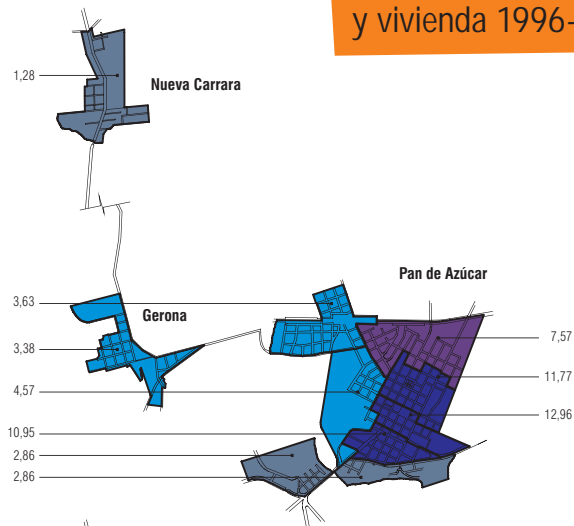 y vivienda 1996-
1,28
Nueva Carrara
Pan de Azúcar
3,63
Gerona
7,57
3,38
11,77
4,57
12,96
10,95
2,86
2,86